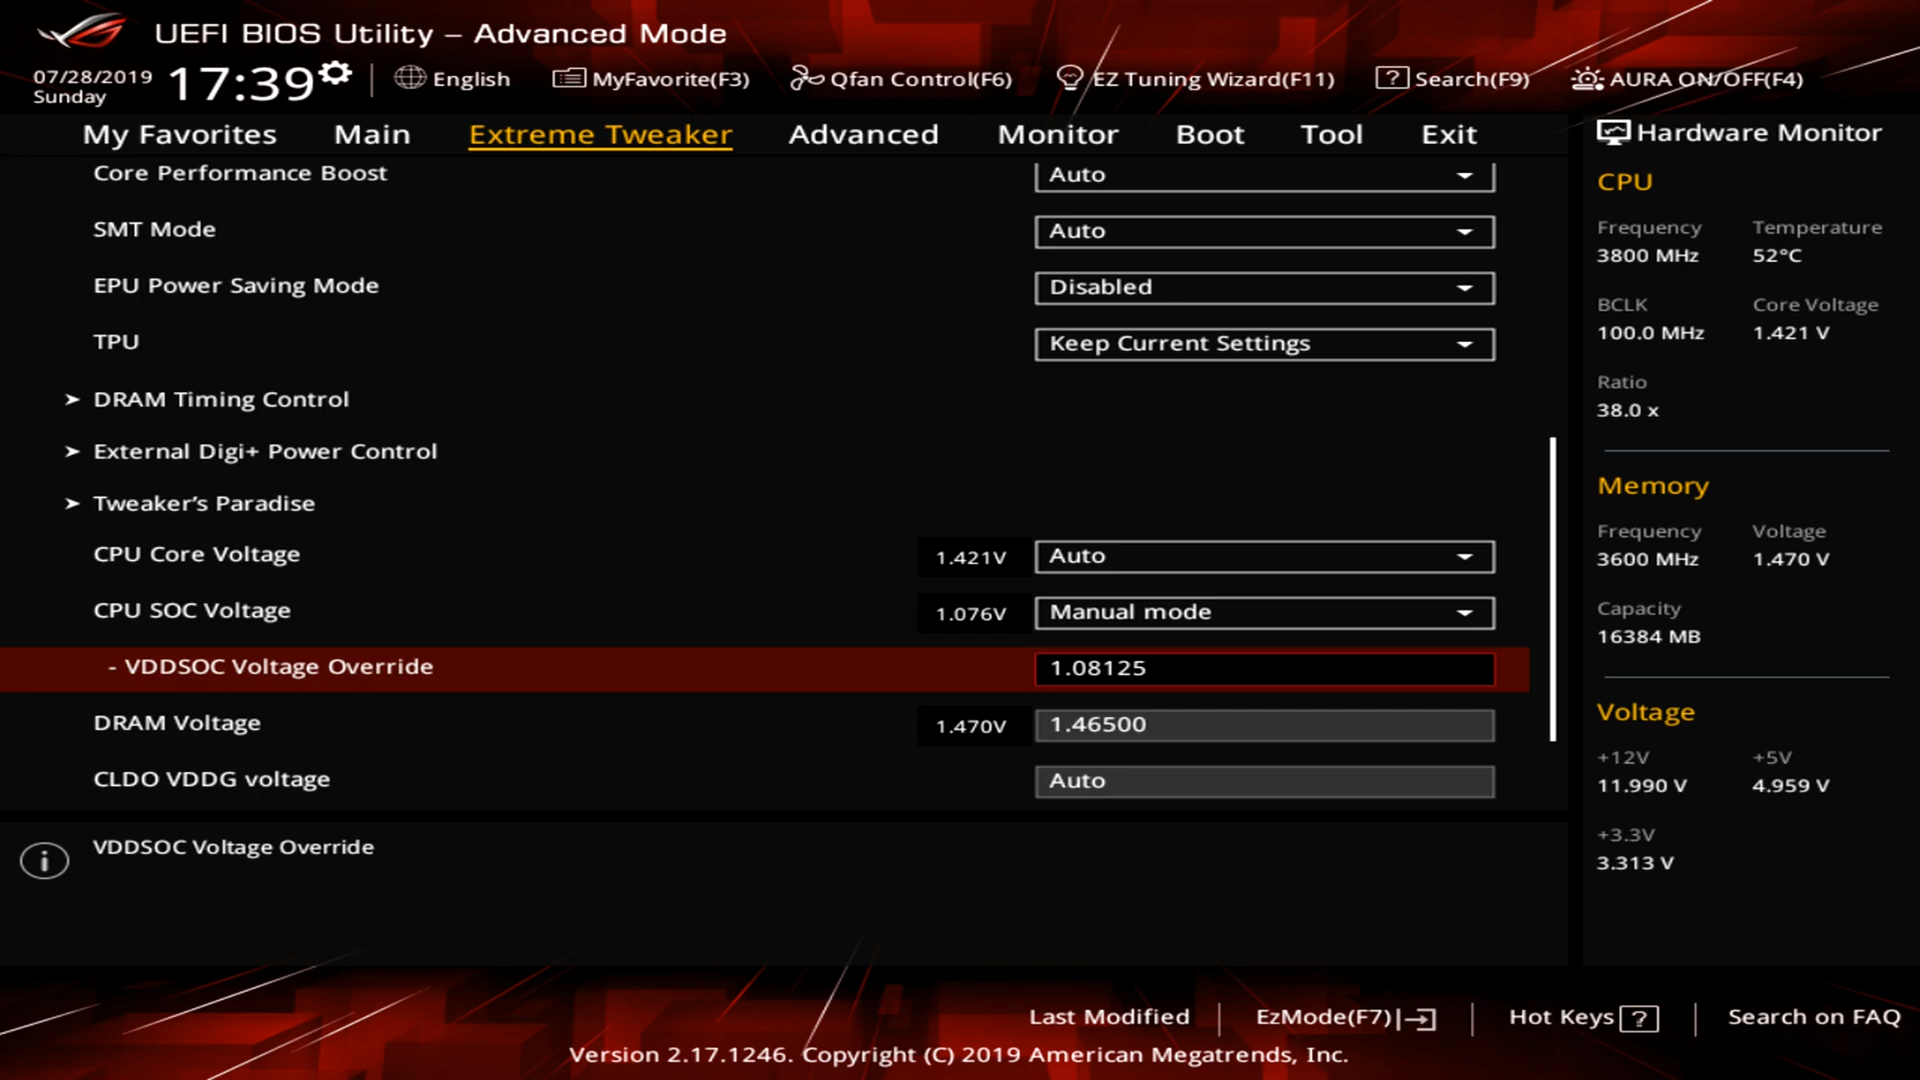 UEFI BIOS Utility – Advanced Mode
07/28/2019
Sunday
17:39
English
MyFavorite(F3)
Qfan Control(F6)
EZ Tuning Wizard(F11)
? Search(F9)
AURA ON/OFF(F4)
My Favorites Main Extreme Tweaker Advanced Monitor Boot Tool Exit
Hardware Monitor
Core Performance Boost Auto
SMT Mode Auto
EPU Power Saving Mode Disabled
TPU Keep Current Settings
DRAM Timing Control
External Digi+ Power Control
Tweaker's Paradise
CPU Core Voltage 1.421V Auto
CPU SOC Voltage 1.076V Manual mode
- VDDSOC Voltage Override 1.08125
DRAM Voltage 1.470V 1.46500
CLDO VDDG voltage Auto
CPU
Frequency Temperature
3800 MHz 52°C
BCLK Core Voltage
100.0 MHz 1.421 V
Ratio
38.0 x
Memory
Frequency Voltage
3600 MHz 1.470 V
Capacity
16384 MB
Voltage
+12V +5V
11.990 V 4.959 V
+3.3V
3.313 V
i VDDSOC Voltage Override
Last Modified EzMode(F7) Hot Keys ? Search on FAQ
Version 2.17.1246. Copyright (C) 2019 American Megatrends, Inc.